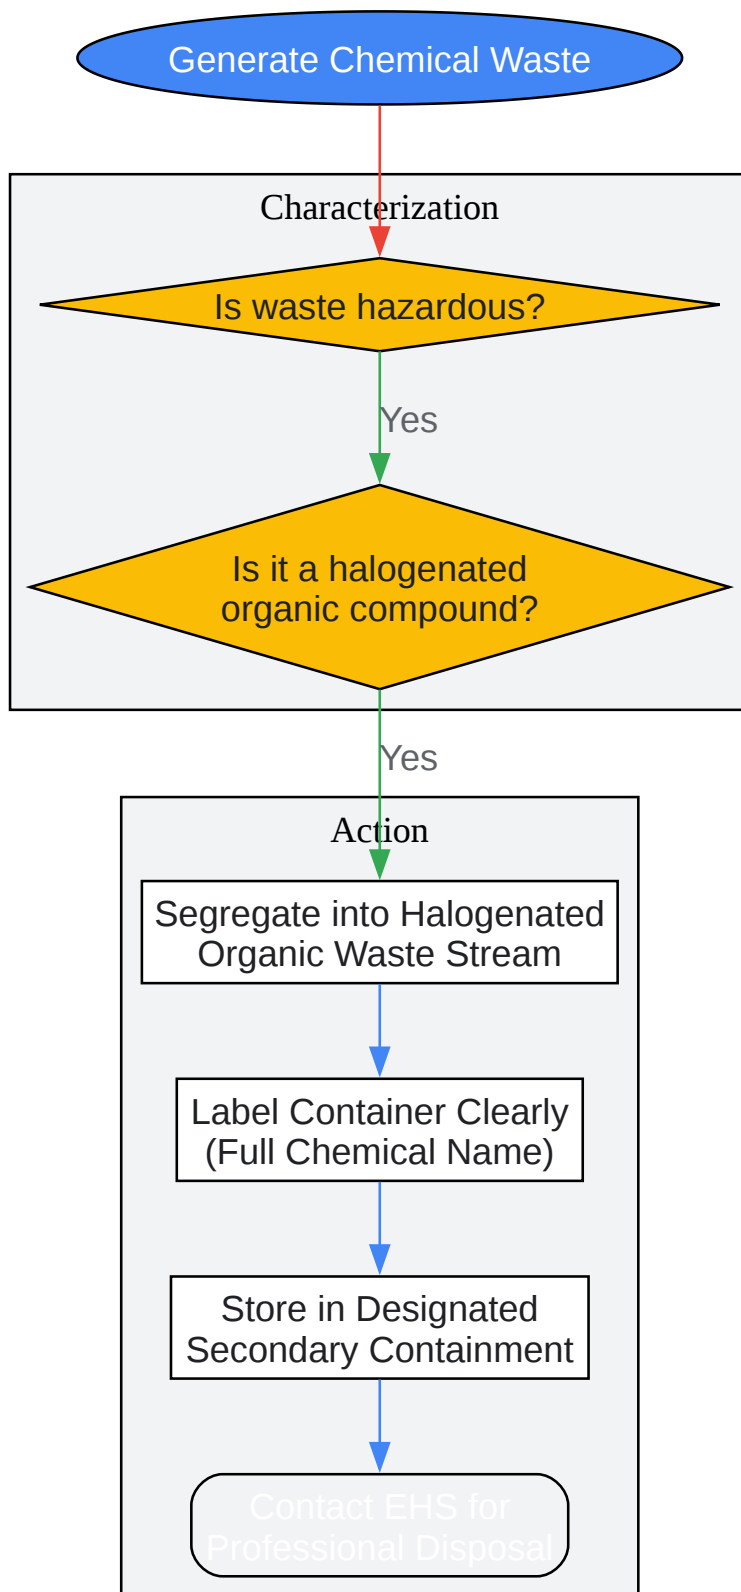 Generate Chemical Waste
Characterization
Is waste hazardous?
Yes
Is it a halogenated
organic compound?
Yes
Action
Segregate into Halogenated
Organic Waste Stream
Label Container Clearly
(Full Chemical Name)
Store in Designated
Secondary Containment
Contact EHS for
Professional Disposal